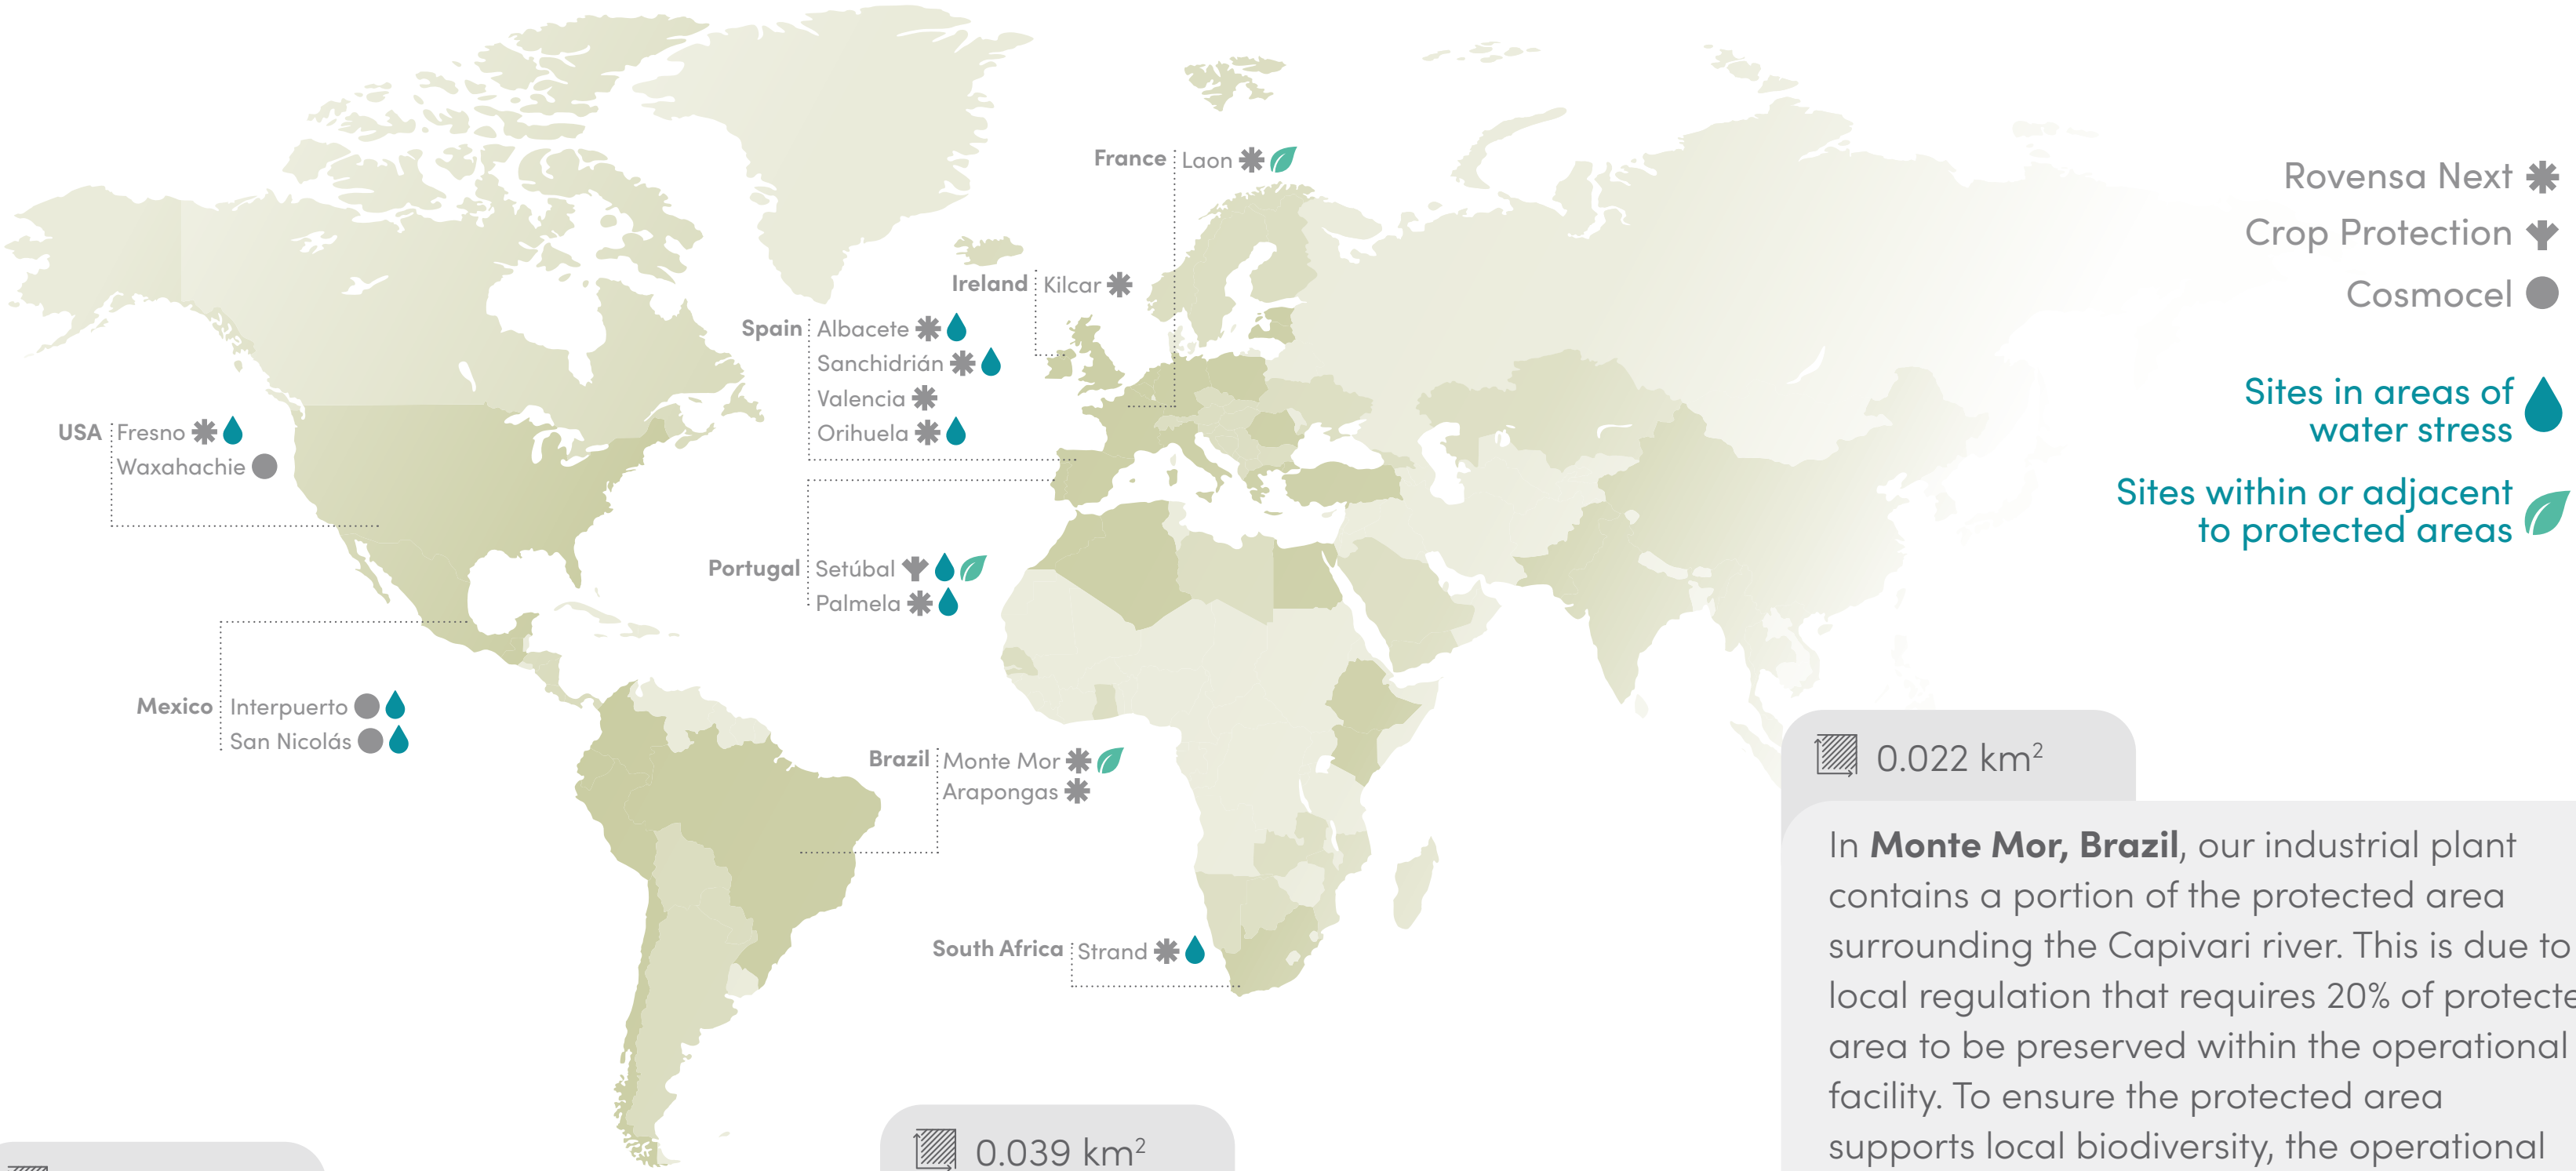 France Laon
Ireland Kilcar
Spain Albacete
Sanchidrián
Valencia
Orihuela
USA Fresno
Waxahachie
Portugal Setúbal
Palmela
Mexico Interpuerto
San Nicolás
Brazil Monte Mor
Arapongas
South Africa Strand
Rovensa Next
Crop Protection
Cosmocel
Sites in areas of
water stress
Sites within or adjacent
to protected areas
0.022 km²
In Monte Mor, Brazil, our industrial plant
contains a portion of the protected area
surrounding the Capivari river. This is due to
local regulation that requires 20% of protecte
area to be preserved within the operational
facility. To ensure the protected area
supports local biodiversity, the operational
0.039 km²